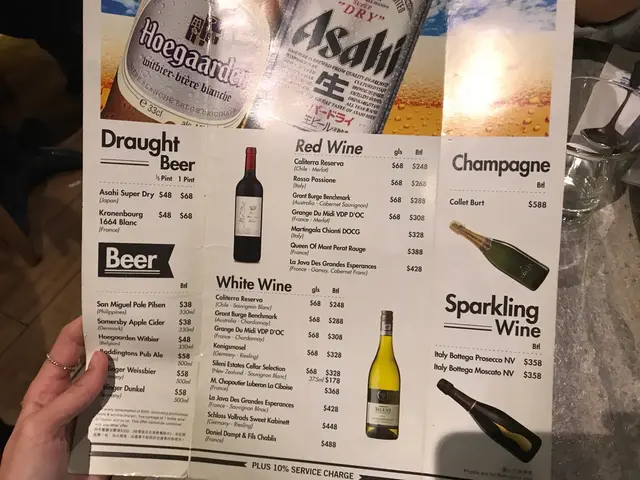 Hoegaarden
witbier-bière blanche
e 33cl
"DRY"
Asahi
生
Draught
Beer
½ Pint 1 Pint
Asahi Super Dry $48 $68
(Japan)
Kronenbourg $48 $68
1664 Blanc
(France)
Beer
Btl
San Miguel Pale Pilsen $38
(Philippines) 330ml
Somersby Apple Cider $38
(Denmark) 330ml
Hoegaarden Witbier $48
(Belgium) 330ml
Boddingtons Pub Ale $58
500ml
Weissbier $58
500ml
Dunkel $58
500ml
Red Wine
gls Btl
Caliterra Reserva $68 $248
(Chile - Merlot)
Rosso Passione $68 $268
(Italy)
Grant Burge Benchmark $68 $288
(Australia - Cabernet Sauvignon)
Grange Du Midi VDP D'OC $68 $308
(France - Merlot)
Martingala Chianti DOCG $328
(Italy)
Queen Of Mont Perat Rouge $388
(France)
La Java Des Grandes Esperances $428
(France - Gamay, Cabernet Franc)
White Wine
gls Btl
Caliterra Reserva $68 $248
(Chile - Sauvignon Blanc)
Grant Burge Benchmark $68 $288
(Australia - Chardonnay)
Grange Du Midi VDP D'OC $68 $308
(France - Chardonnay)
Konigsmosel $328
(Germany - Riesling)
Sileni Estates Cellar Selection $328
(New Zealand - Sauvignon Blanc) 375ml $178
M. Chapoutier Luberon La Ciboise $368
(France)
La Java Des Grandes Esperances $428
(France - Sauvignon Blnac)
Schloss Vollrads Sweet Kabinett $448
(Germany - Riesling)
Daniel Dampt & Fils Chablis $488
(France)
Champagne
Btl
Collet Burt $588
Sparkling
Wine
Btl
Italy Bottega Prosecco NV $358
Italy Bottega Moscato NV $358
PLUS 10% SERVICE CHARGE